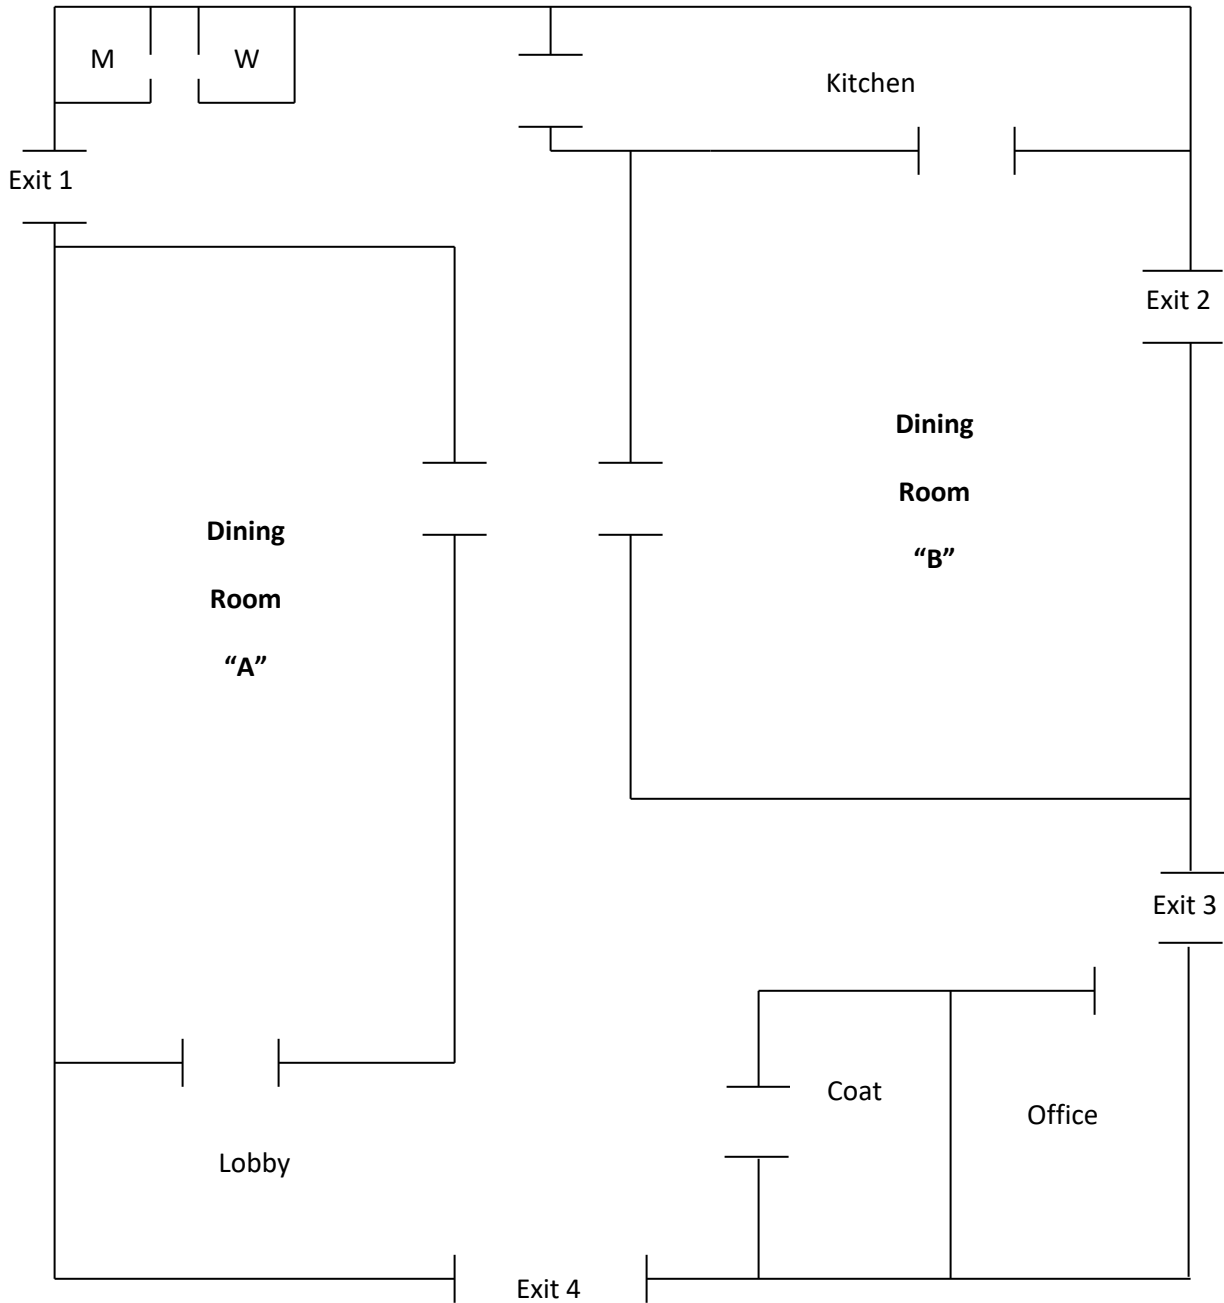 M
W
Kitchen
Exit 1
Exit 2
Dining
Room
“B”
Dining
Room
“A”
Exit 3
Coat
Office
Lobby
Exit 4